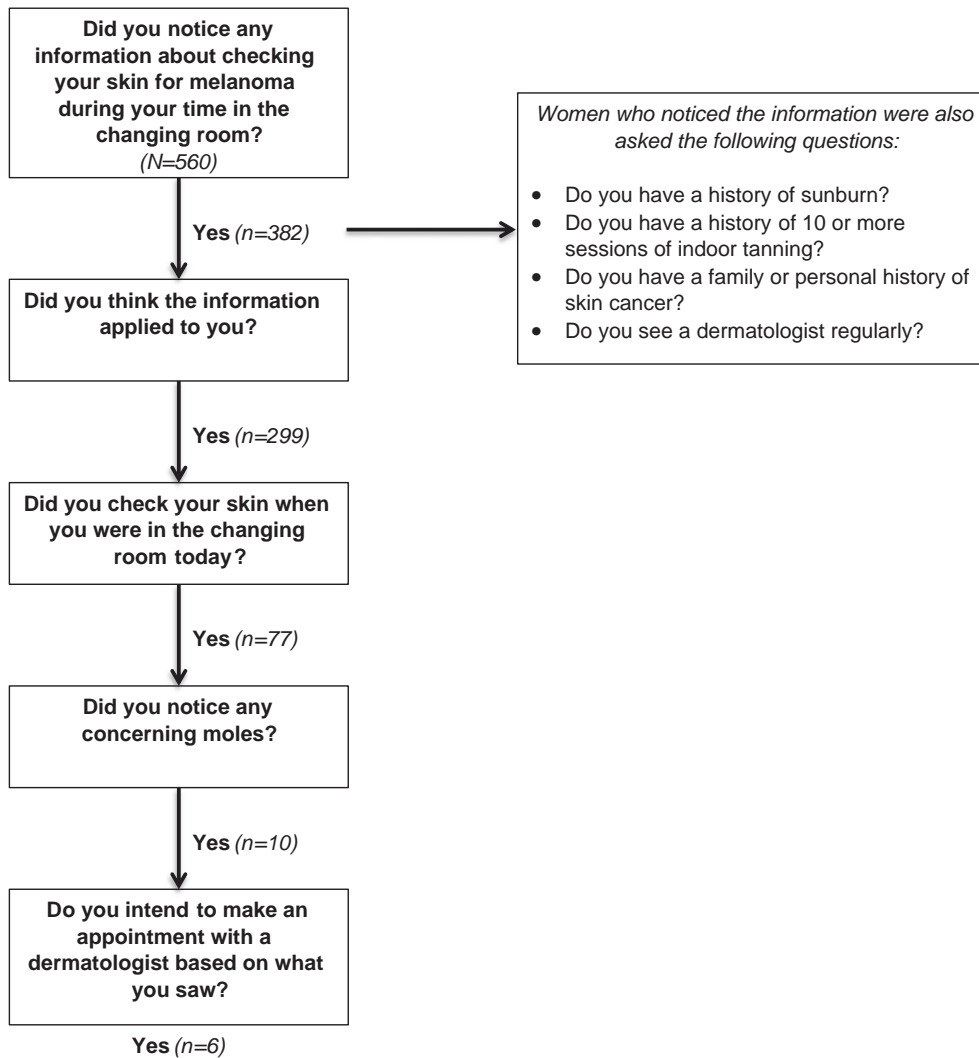 Did you notice any
information about checking
your skin for melanoma
during your time in the
changing room?
(N=560)
Yes (n=382)
Women who noticed the information were also
asked the following questions:
• Do you have a history of sunburn?
• Do you have a history of 10 or more
sessions of indoor tanning?
• Do you have a family or personal history of
skin cancer?
• Do you see a dermatologist regularly?
Did you think the information
applied to you?
Yes (n=299)
Did you check your skin when
you were in the changing
room today?
Yes (n=77)
Did you notice any
concerning moles?
Yes (n=10)
Do you intend to make an
appointment with a
dermatologist based on what
you saw?
Yes (n=6)